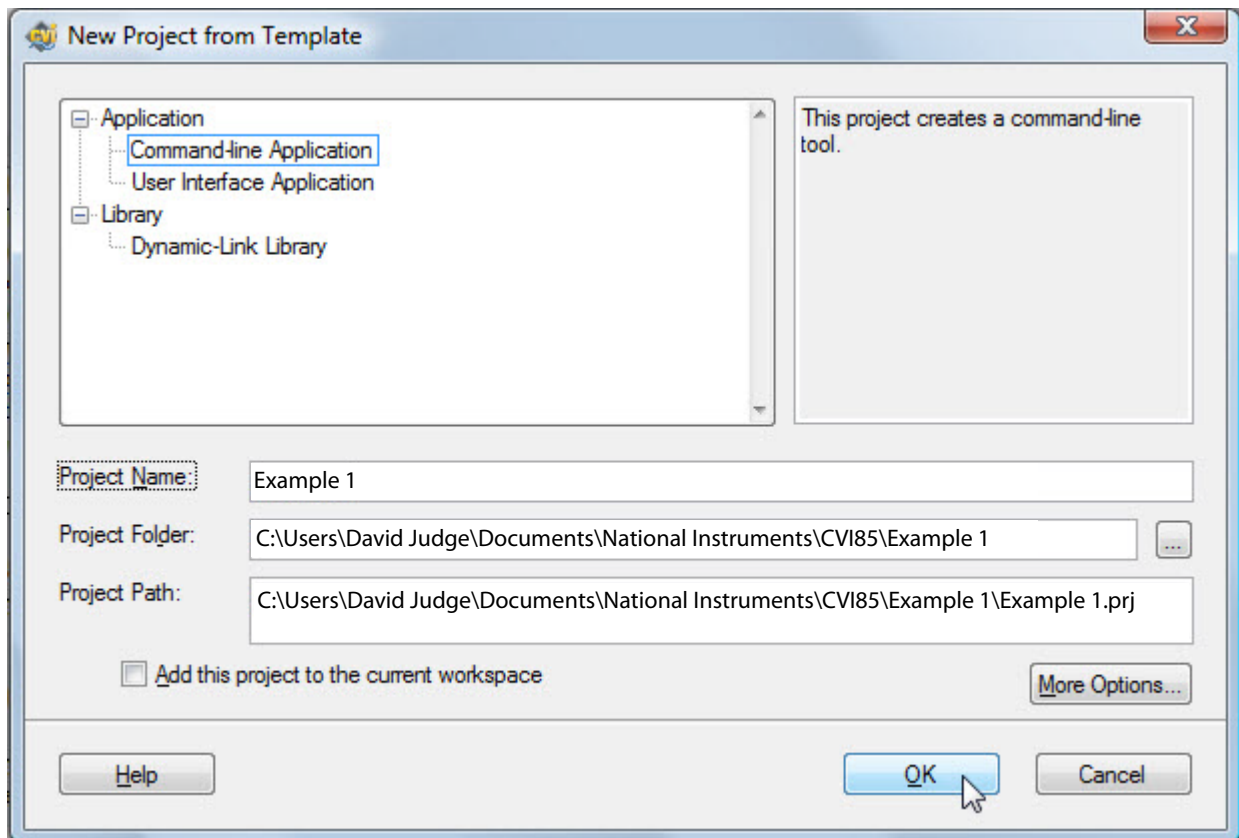 New Project from Template
Application
Command-line Application
User Interface Application
Library
Dynamic-Link Library
This project creates a command-line
tool.
Project Name:
Example 1
Project Folder:
C:\Users\David Judge\Documents\National Instruments\CVI85\Example 1
...
Project Path:
C:\Users\David Judge\Documents\National Instruments\CVI85\Example 1\Example 1.prj
Add this project to the current workspace
More Options...
Help
OK
Cancel